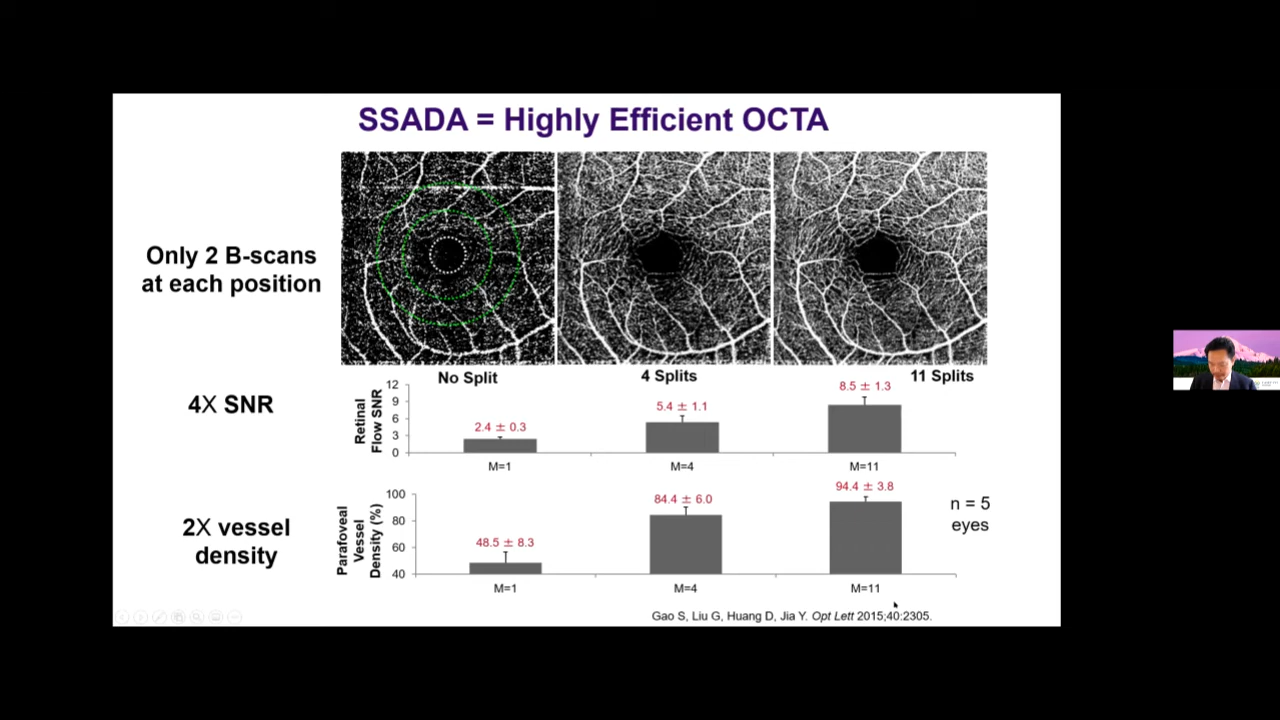 SSADA = Highly Efficient OCTA
Only 2 B-scans
at each position
No Split
4 Splits
11 Splits
4X SNR
Retinal
Flow SNR
12
9
6
3
0
2.4 ± 0.3
5.4 ± 1.1
8.5 ± 1.3
M=1
M=4
M=11
2X vessel
density
Parafoveal
Vessel
Density (%)
100
80
60
40
48.5 ± 8.3
84.4 ± 6.0
94.4 ± 3.8
M=1
M=4
M=11
n = 5
eyes
Gao S, Liu G, Huang D, Jia Y. Opt Lett 2015;40:2305.